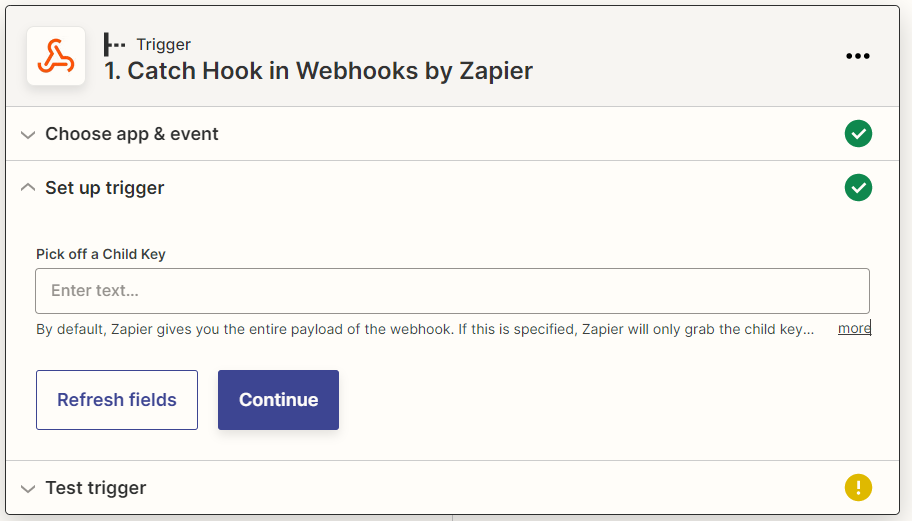 Trigger
1. Catch Hook in Webhooks by Zapier
Choose app & event
Set up trigger
Pick off a Child Key
Enter text...
By default, Zapier gives you the entire payload of the webhook. If this is specified, Zapier will only grab the child key... more
Refresh fields Continue
Test trigger